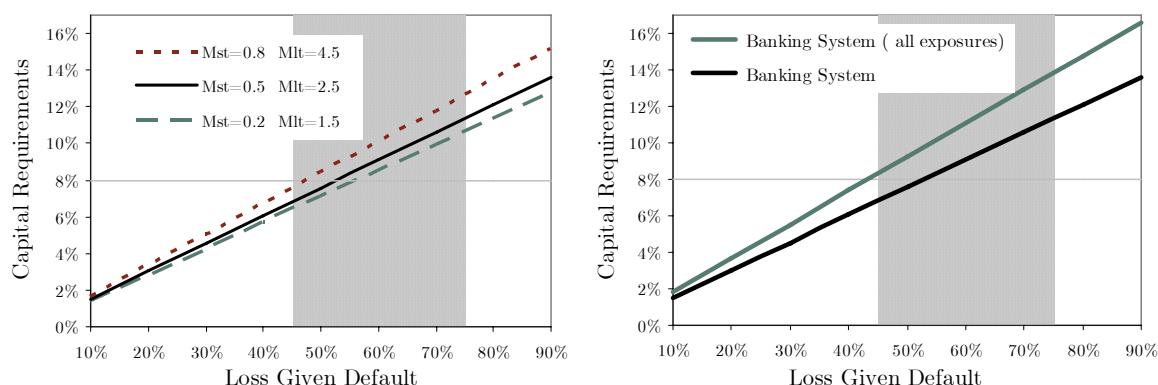 16%
14%
12%
10%
8%
6%
4%
2%
0%
Capital Requirements
Mst=0.8 Mlt=4.5
Mst=0.5 Mlt=2.5
Mst=0.2 Mlt=1.5
10% 20% 30% 40% 50% 60% 70% 80% 90%
Loss Given Default
16%
14%
12%
10%
8%
6%
4%
2%
0%
Capital Requirements
Banking System ( all exposures)
Banking System
10% 20% 30% 40% 50% 60% 70% 80% 90%
Loss Given Default